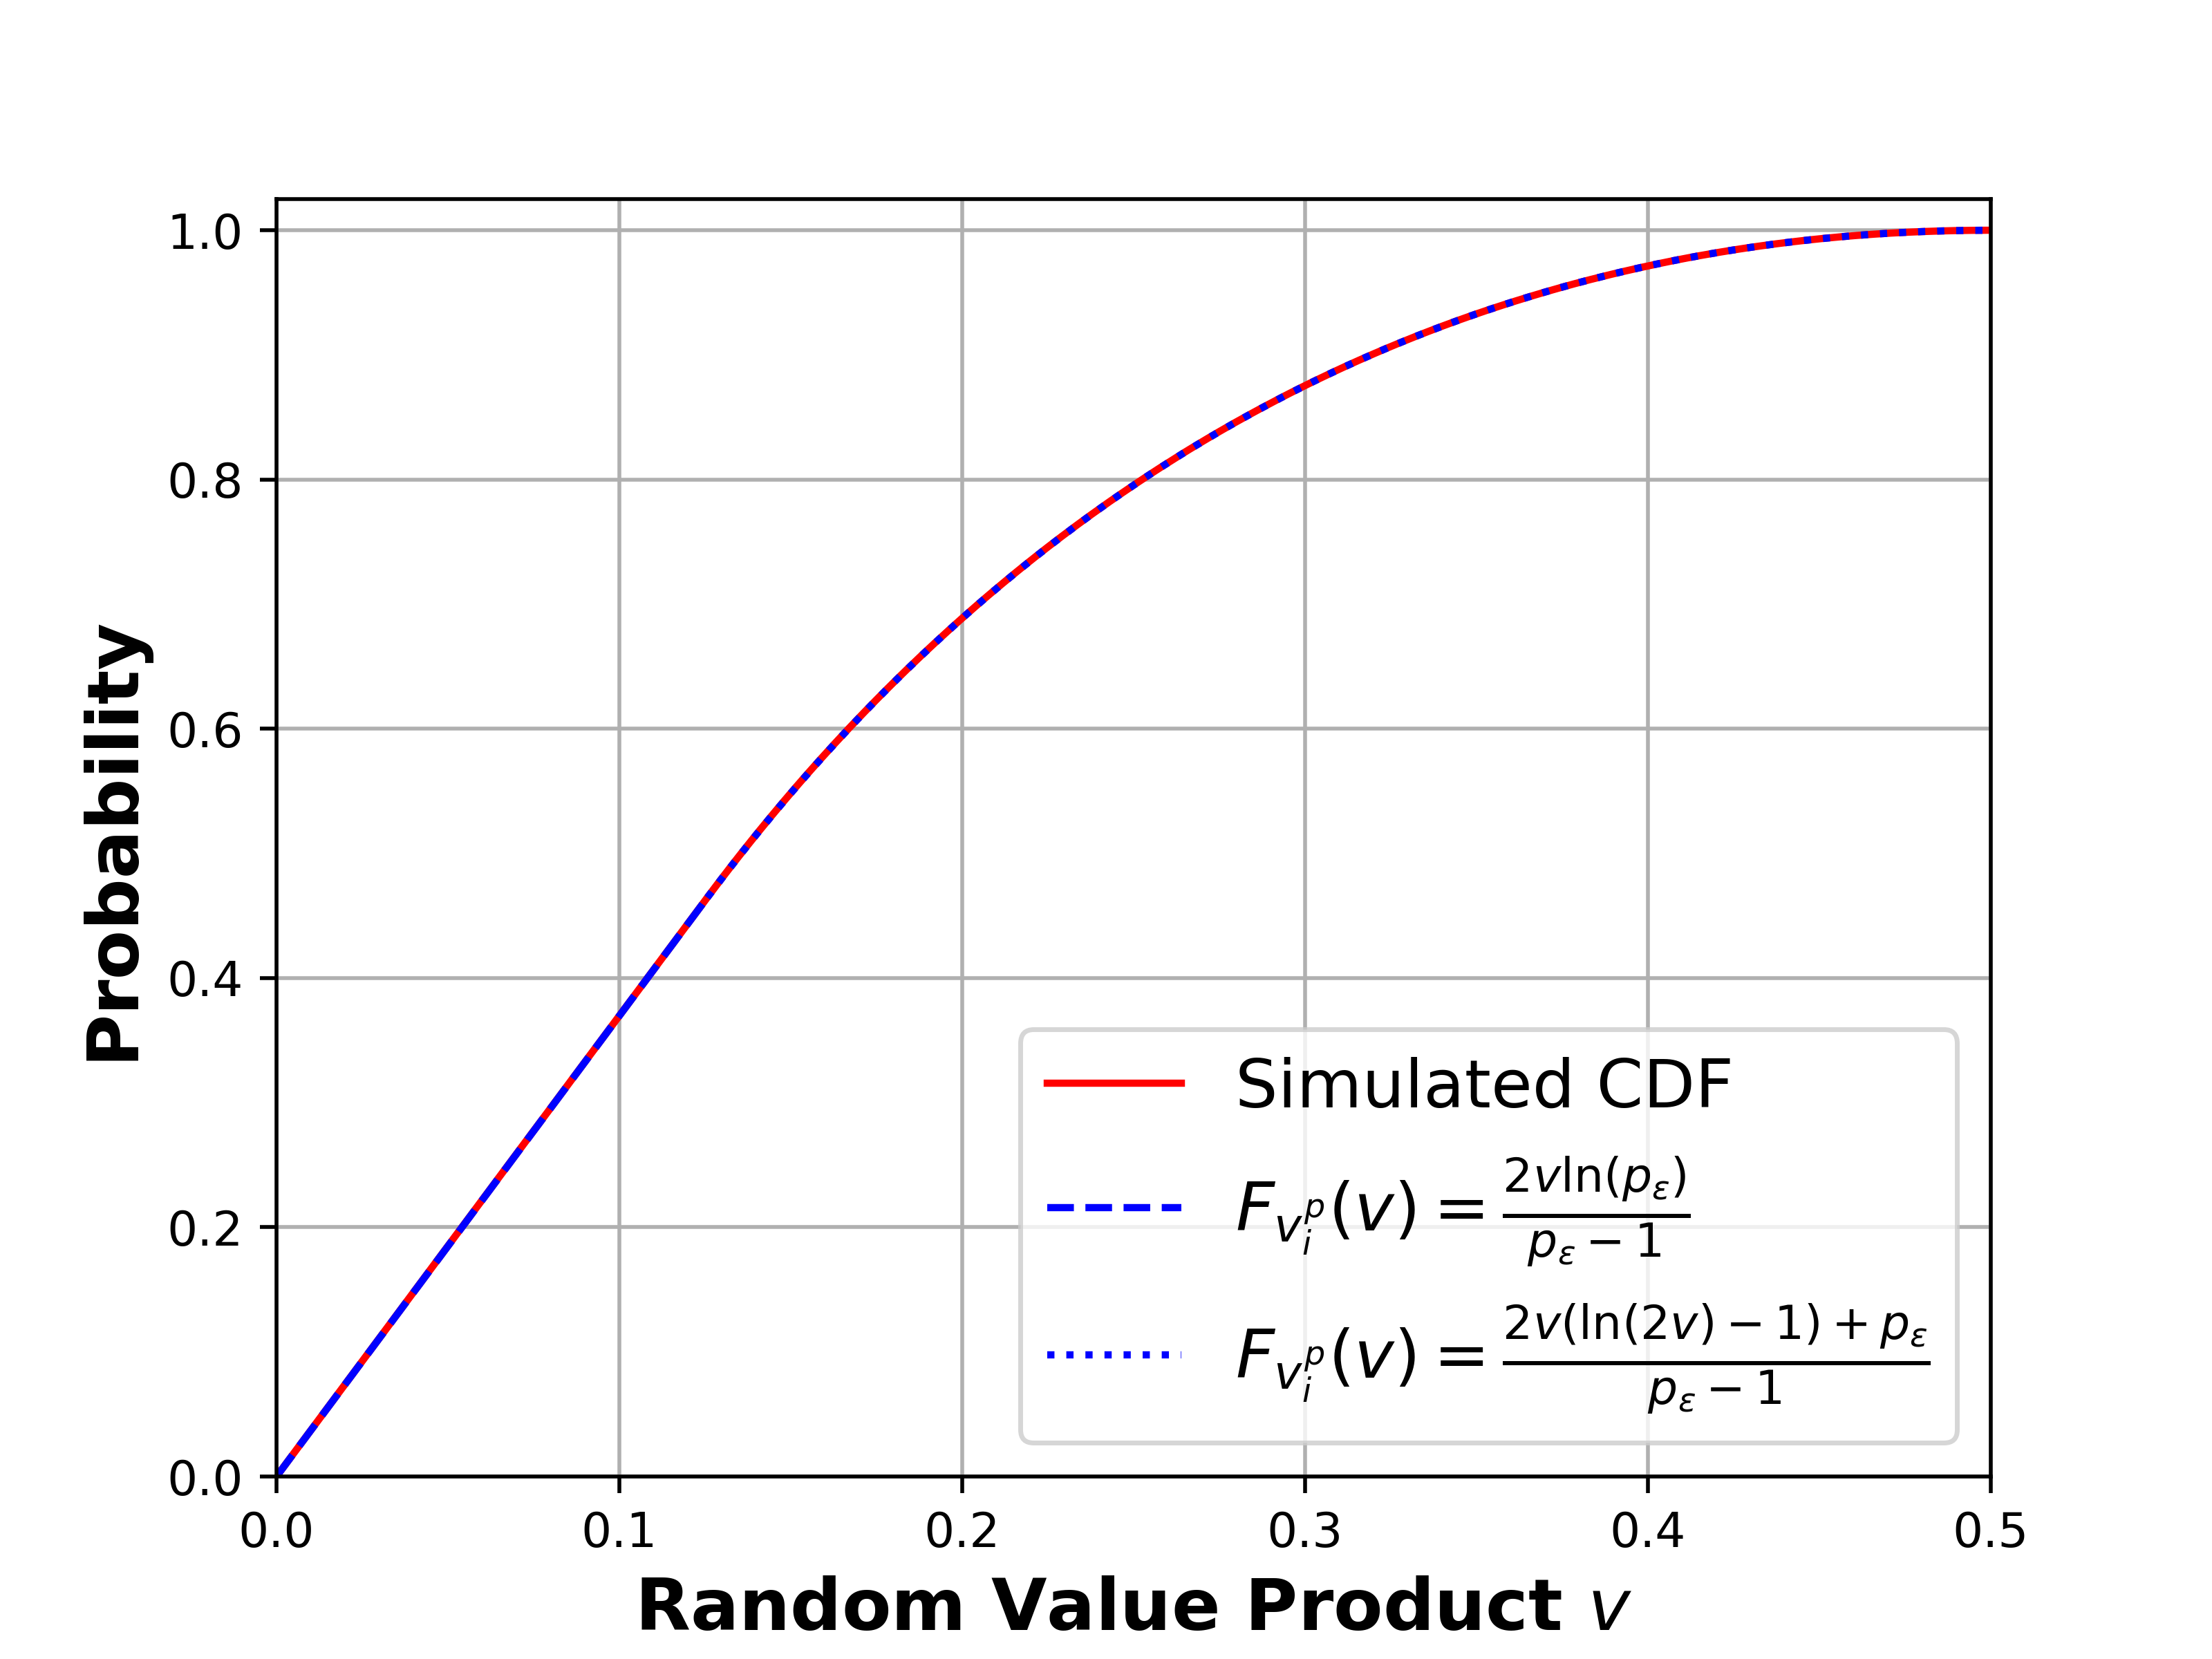 1.0
0.8
0.6
0.4
0.2
0.0
Probability
0.0 0.1 0.2 0.3 0.4 0.5
Random Value Product v
Simulated CDF
F_{v_i^p}(v) = \frac{2v\ln(p_ε)}{p_ε − 1}
F_{v_i^p}(v) = \frac{2v(\ln(2v) − 1) + p_ε}{p_ε − 1}